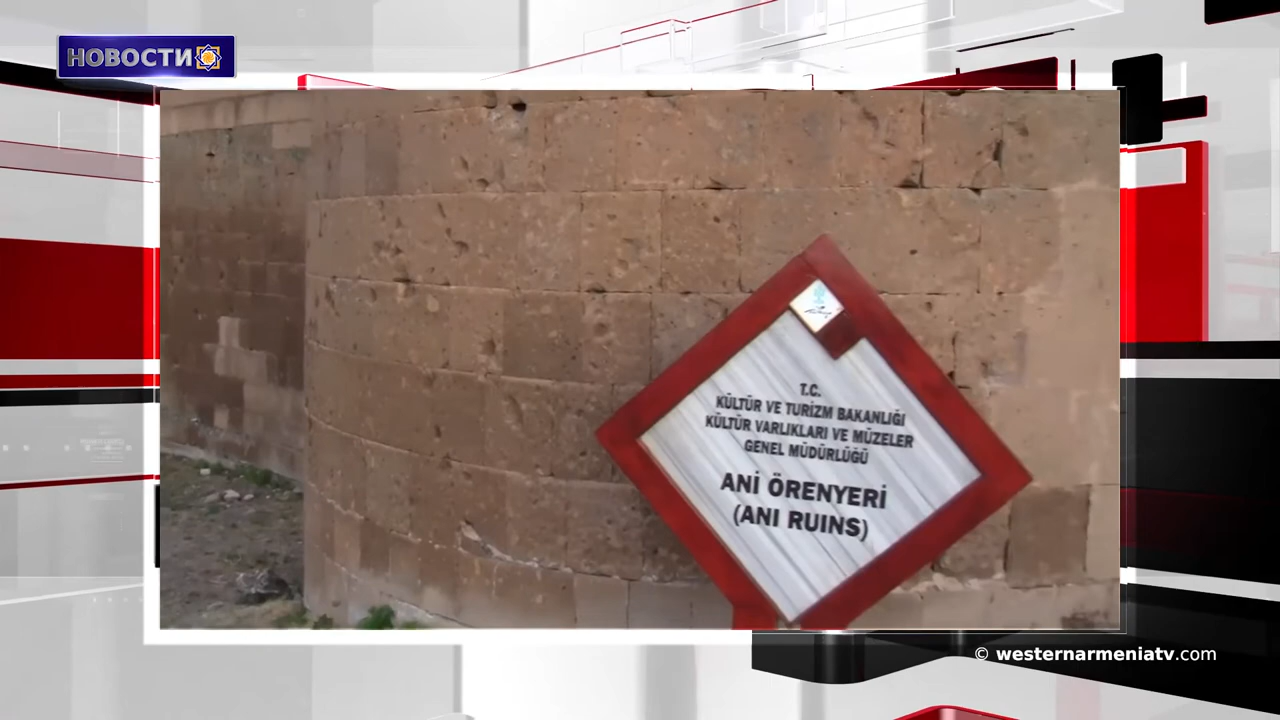 НОВОСТИ
T.C.
KÜLTÜR VE TURİZM BAKANLIĞI
KÜLTÜR VARLIKLARI VE MÜZELER
GENEL MÜDÜRLÜĞÜ
ANİ ÖRENYERİ
(ANI RUINS)
© westernarmeniatv.com